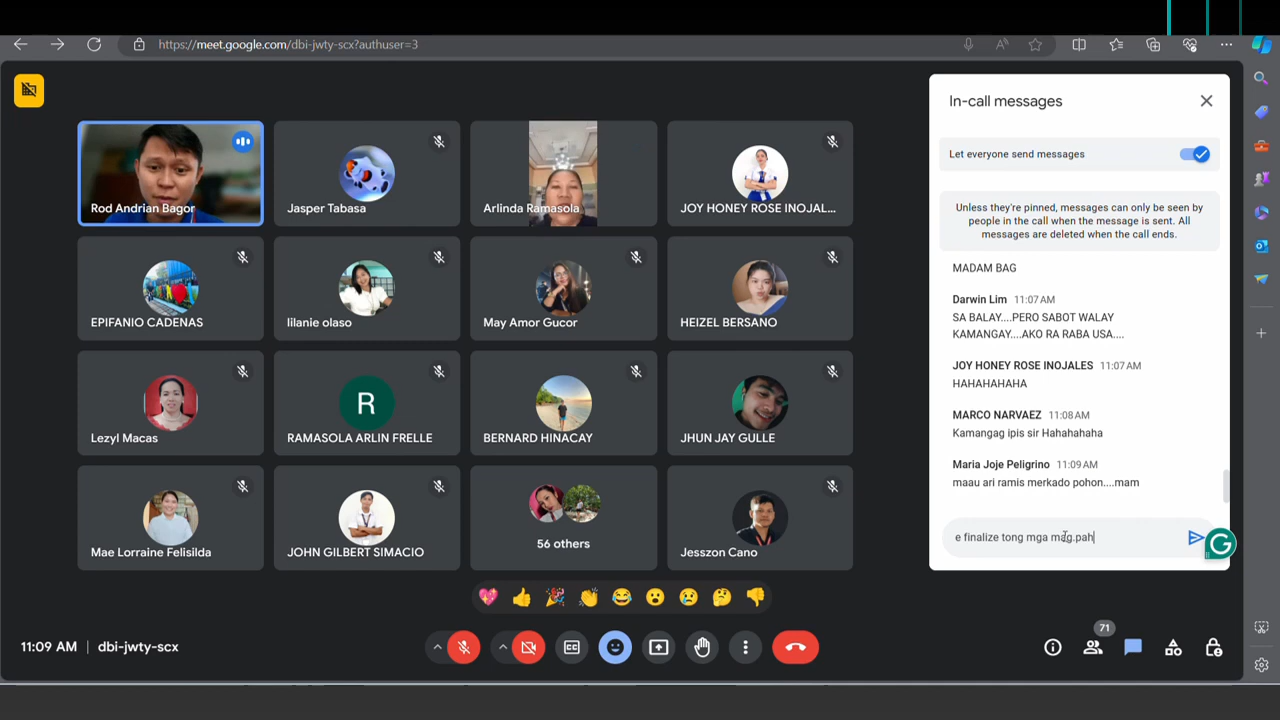 https://meet.google.com/dbi-jwty-scx?authuser=3
Rod Andrian Bagor
Jasper Tabasa
Arlinda Ramasola
JOY HONEY ROSE INOJAL...
EPIFANIO CADENAS
lilanie olaso
May Amor Gucor
HEIZEL BERSANO
Lezyl Macas
R
RAMASOLA ARLIN FRELLE
BERNARD HINACAY
JHUN JAY GULLE
Mae Lorraine Felisilda
JOHN GILBERT SIMACIO
56 others
Jesszon Cano
In-call messages
Let everyone send messages
Unless they're pinned, messages can only be seen by
people in the call when the message is sent. All
messages are deleted when the call ends.
MADAM BAG
Darwin Lim 11:07 AM
SA BALAY....PERO SABOT WALAY
KAMANGAY....AKO RA RABA USA....
JOY HONEY ROSE INOJALES 11:07 AM
HAHAHAHAHA
MARCO NARVAEZ 11:08 AM
Kamangag ipis sir Hahahahaha
Maria Joje Peligrino 11:09 AM
maau ari ramis merkado pohon....mam
e finalize tong mga mag.pah
11:09 AM | dbi-jwty-scx
CC
71